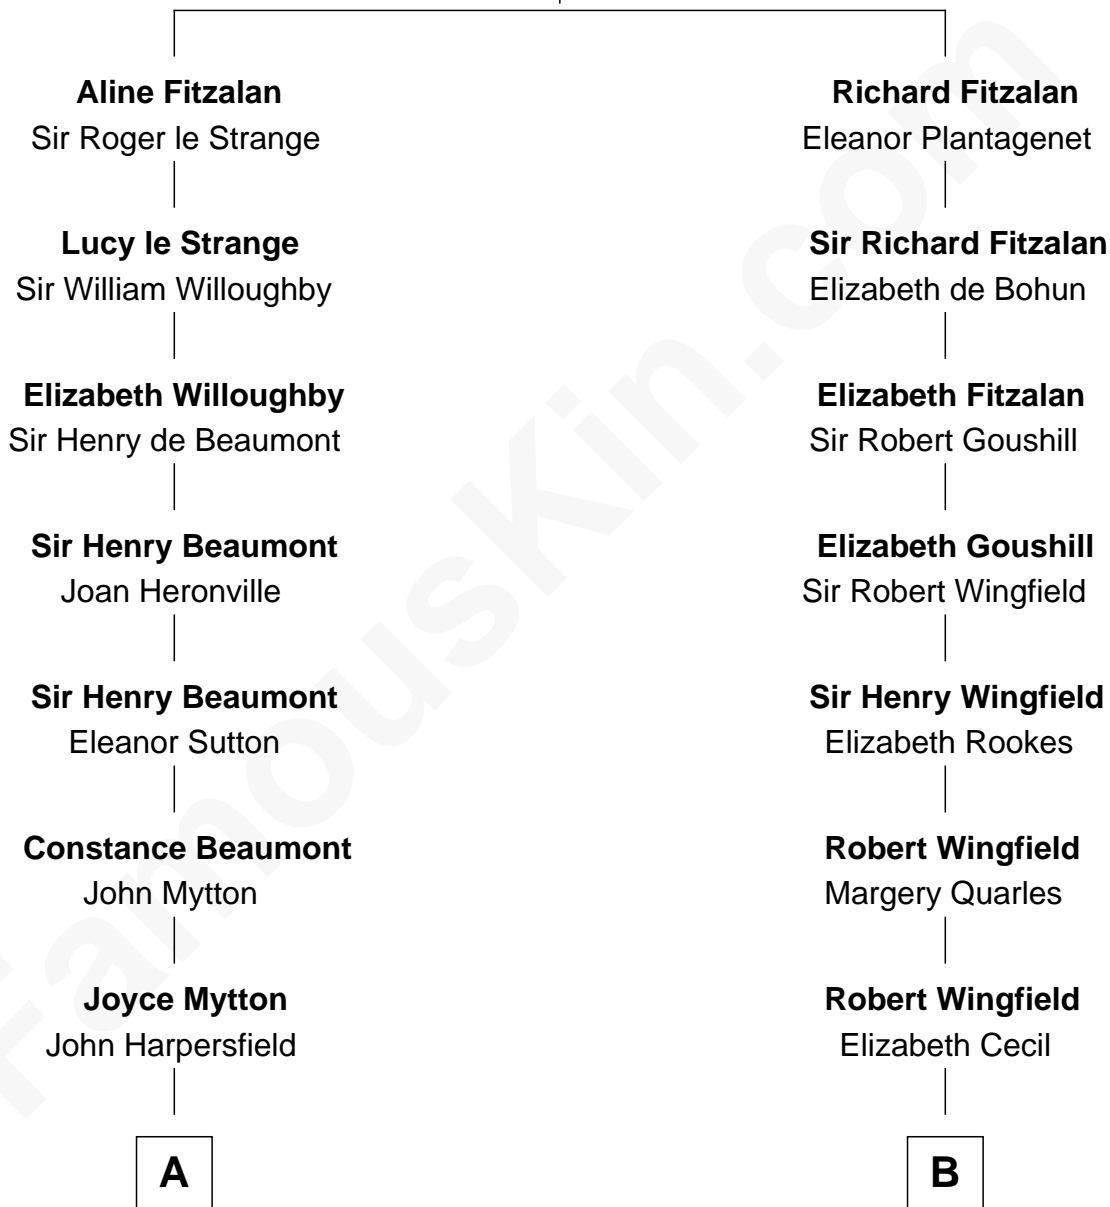 Aline Fitzalan
Sir Roger le Strange
Lucy le Strange
Sir William Willoughby
Elizabeth Willoughby
Sir Henry de Beaumont
Sir Henry Beaumont
Joan Heronville
Sir Henry Beaumont
Eleanor Sutton
Constance Beaumont
John Mytton
Joyce Mytton
John Harpersfield
A
Richard Fitzalan
Eleanor Plantagenet
Sir Richard Fitzalan
Elizabeth de Bohun
Elizabeth Fitzalan
Sir Robert Goushill
Elizabeth Goushill
Sir Robert Wingfield
Sir Henry Wingfield
Elizabeth Rookes
Robert Wingfield
Margery Quarles
Robert Wingfield
Elizabeth Cecil
B
FamousKin.com